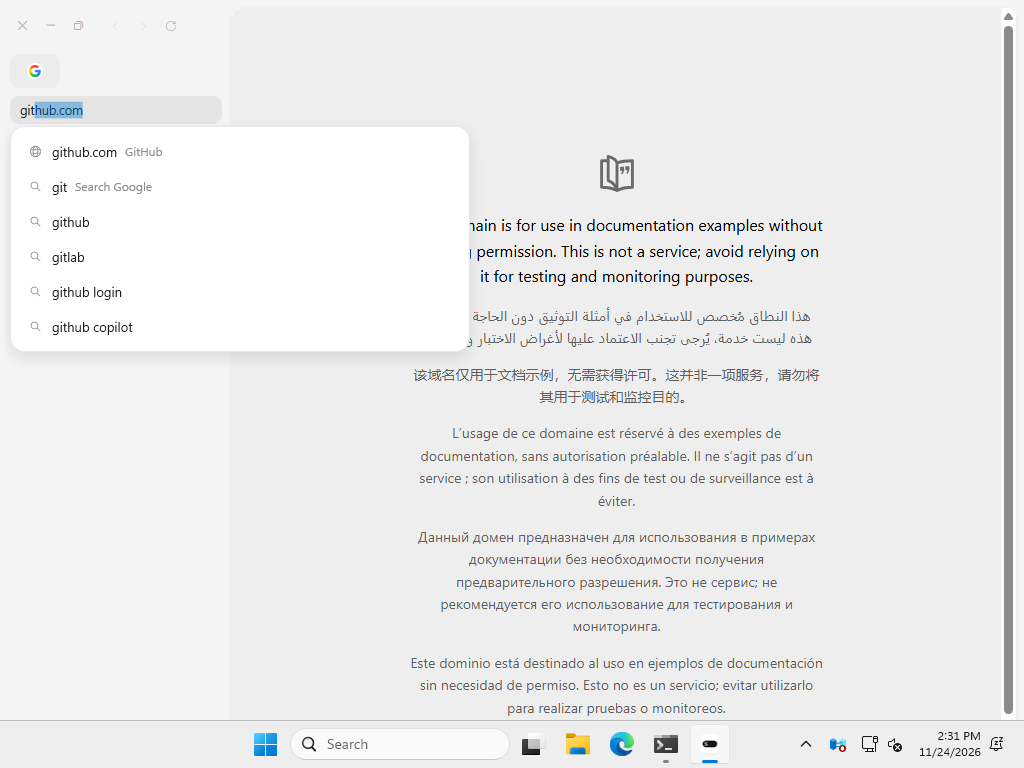 github.com
github.com GitHub
git Search Google
github
gitlab
github login
github copilot
main is for use in documentation examples without
permission. This is not a service; avoid relying on
it for testing and monitoring purposes.
هذا النطاق مُخصص للاستخدام في أمثلة التوثيق دون الحاجة
هذه ليست خدمة، يُرجى تجنب الاعتماد عليها لأغراض الاختبار
该域名仅用于文档示例，无需获得许可。这并非一项服务，请勿将
其用于测试和监控目的。
L’usage de ce domaine est réservé à des exemples de
documentation, sans autorisation préalable. Il ne s’agit pas d’un
service ; son utilisation à des fins de test ou de surveillance est à
éviter.
Данный домен предназначен для использования в примерах
документации без необходимости получения
предварительного разрешения. Это не сервис; не
рекомендуется его использование для тестирования и
мониторинга.
Este dominio está destinado al uso en ejemplos de documentación
sin necesidad de permiso. Esto no es un servicio; evitar utilizarlo
para realizar pruebas o monitoreos.
Search
2:31 PM
11/24/2026